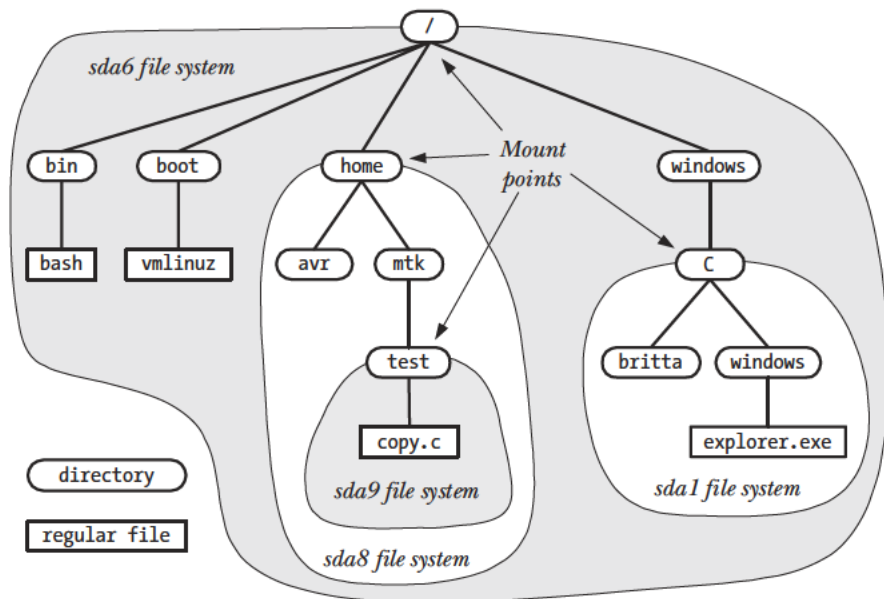 /
sda6 file system
bin
boot
home
Mount
points
windows
bash
vmlinuz
avr
mtk
C
test
britta
windows
copy.c
explorer.exe
directory
sda9 file system
sda1 file system
regular file
sda8 file system